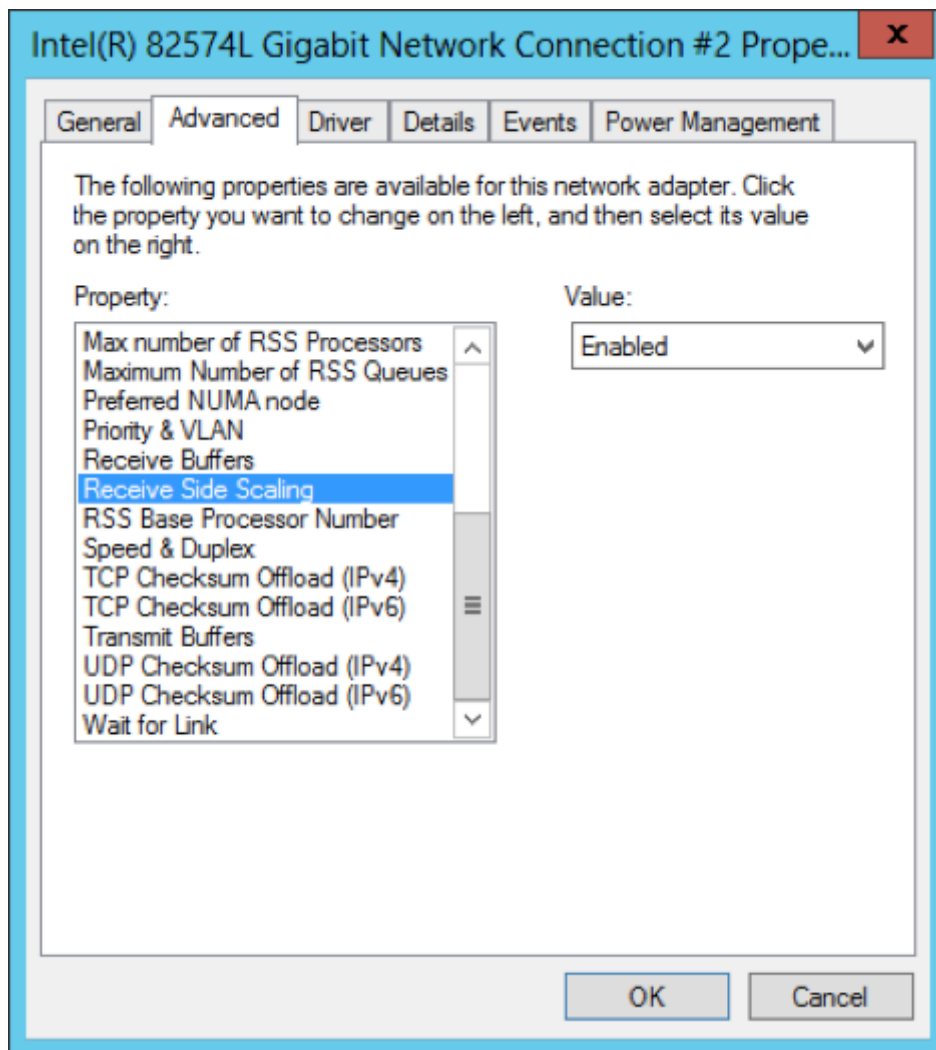 Intel(R) 82574L Gigabit Network Connection #2 Prope...
x
General Advanced Driver Details Events Power Management
The following properties are available for this network adapter. Click
the property you want to change on the left, and then select its value
on the right.
Property:
Value:
Max number of RSS Processors
Maximum Number of RSS Queues
Preferred NUMA node
Priority & VLAN
Receive Buffers
Receive Side Scaling
RSS Base Processor Number
Speed & Duplex
TCP Checksum Offload (IPv4)
TCP Checksum Offload (IPv6)
Transmit Buffers
UDP Checksum Offload (IPv4)
UDP Checksum Offload (IPv6)
Wait for Link
Enabled
OK Cancel